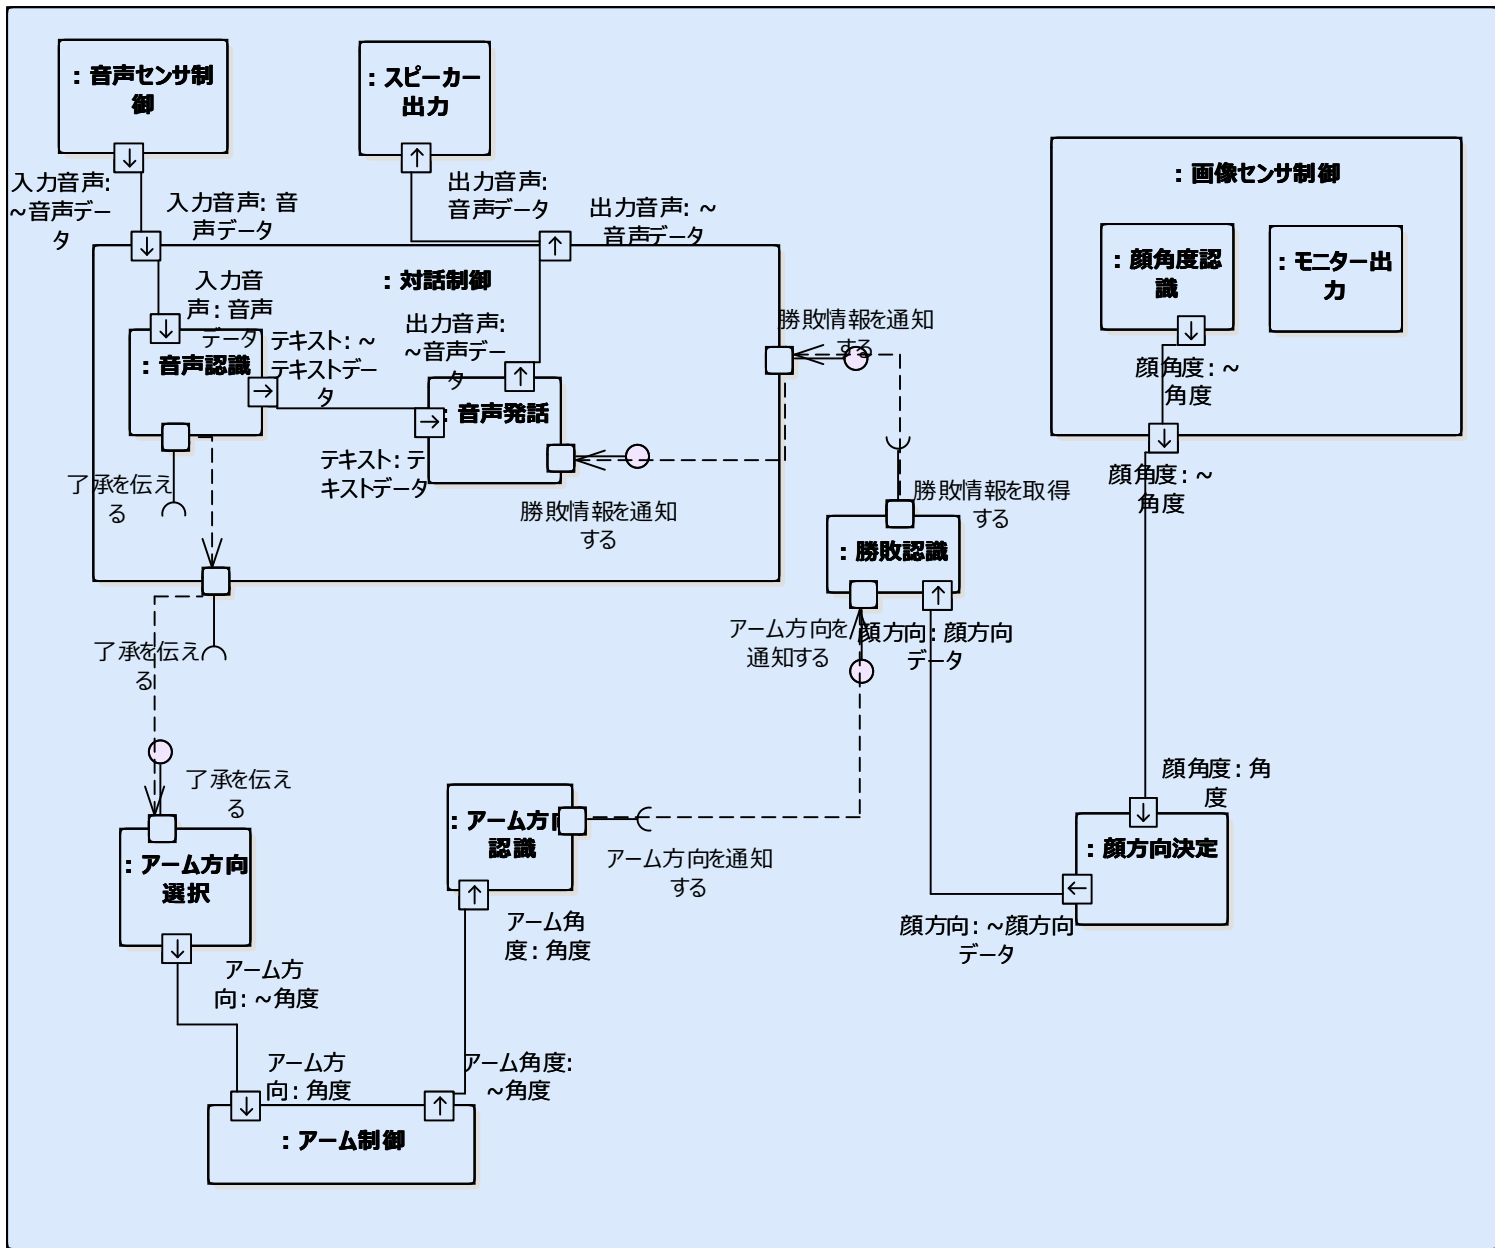 : 音声センサ制
御
: スピーカー
出力
: 画像センサ制御
入力音声:
~音声デー
タ
入力音声: 音
声データ
出力音声:
音声データ
出力音声: ~
音声データ
: 顔角度認
識
: モニター出
力
: 対話制御
入力音
声: 音声
データ
出力音声:
~音声デー
タ
勝敗情報を通知
する
: 音声認識
テキスト: ~
テキストデー
タ
顔角度: ~
角度
: 音声発話
テキスト: テ
キストデータ
了承を伝え
る
勝敗情報を通知
する
勝敗情報を取得
する
顔角度: ~
角度
: 勝敗認識
アーム方向を
通知する
顔方向: 顔方向
データ
了承を伝え
る
了承を伝え
る
顔角度: 角
度
: アーム方向
認識
: アーム方向
選択
アーム方向を通知
する
: 顔方向決定
アーム角
度: 角度
顔方向: ~顔方向
データ
アーム方
向: ~角度
アーム方
向: 角度
アーム角度:
~角度
: アーム制御